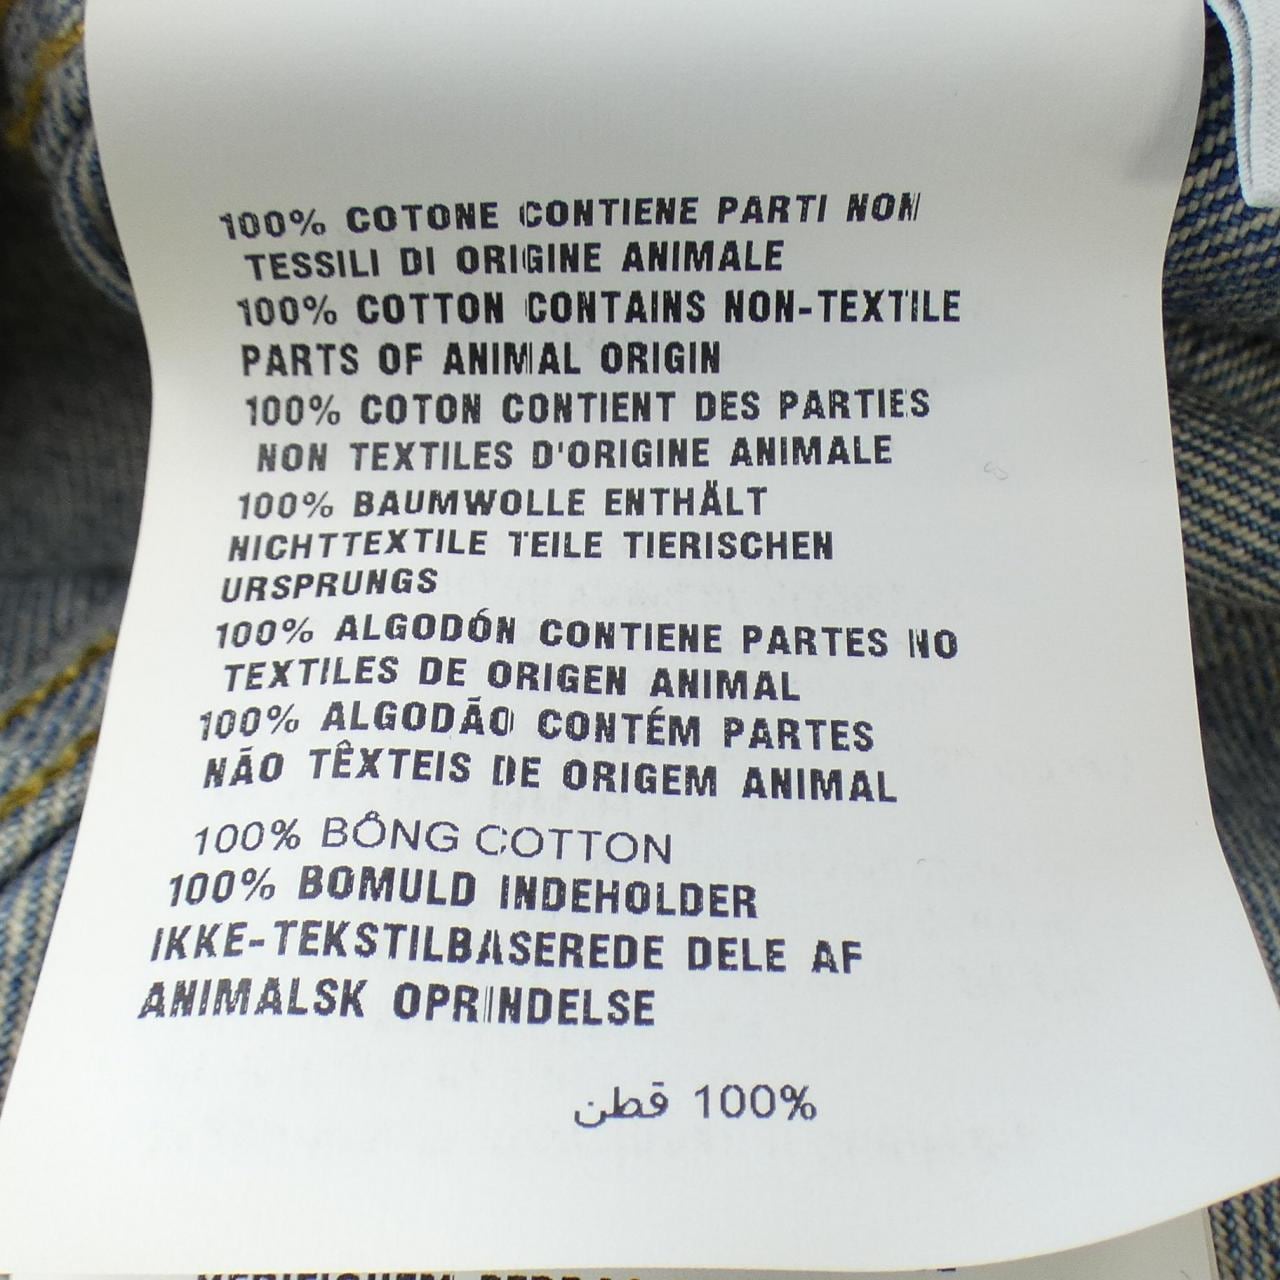 100% COTONE CONTIENE PARTI NON
TESSILI DI ORIGINE ANIMALE
100% COTTON CONTAINS NON-TEXTILE
PARTS OF ANIMAL ORIGIN
100% COTON CONTIENT DES PARTIES
NON TEXTILES D'ORIGINE ANIMALE
100% BAUMWOLLE ENTHÄLT
NICHTTEXTILE TEILE TIERISCHEN
URSPRUNGS
100% ALGODÓN CONTIENE PARTES NO
TEXTILES DE ORIGEN ANIMAL
100% ALGODÃO CONTÉM PARTES
NÃO TÊXTEIS DE ORIGEM ANIMAL
100% BÔNG COTTON
100% BOMULD INDEHOLDER
IKKE-TEKSTILBASEREDE DELE AF
ANIMALSK OPRINDELSE
100% قطن